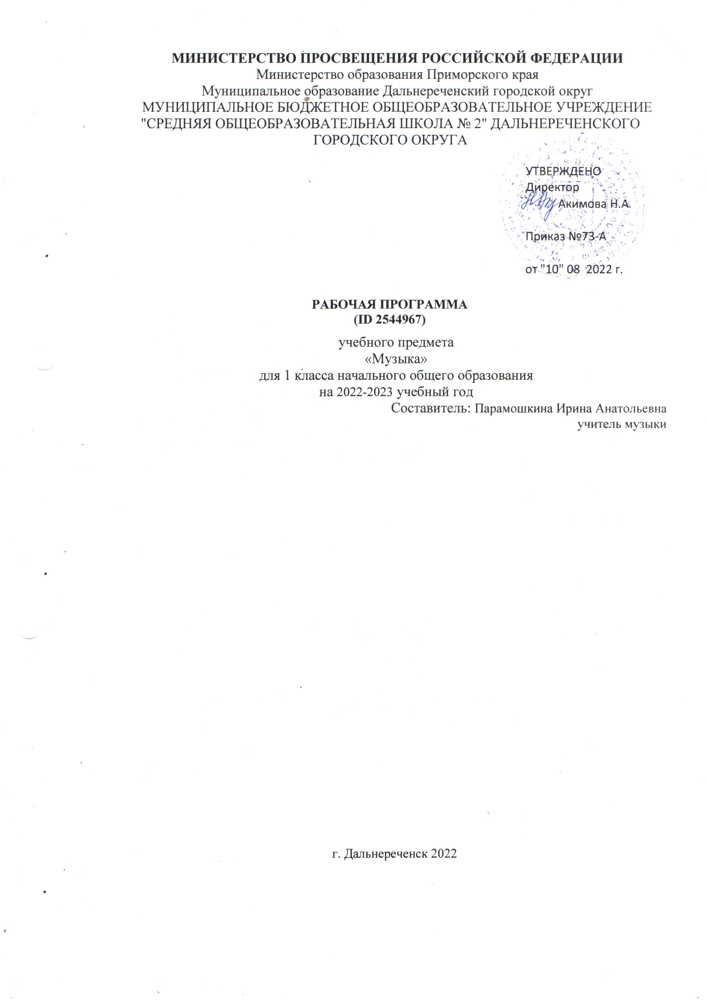 МИНИСТЕРСТВО ПРОСВЕЩЕНИЯ РОССИЙСКОЙ ФЕДЕРАЦИИ
Министерство образования Приморского края
Муниципальное образование Дальнереченский городской округ
МУНИЦИПАЛЬНОЕ БЮДЖЕТНОЕ ОБЩЕОБРАЗОВАТЕЛЬНОЕ УЧРЕЖДЕНИЕ
"СРЕДНЯЯ ОБЩЕОБРАЗОВАТЕЛЬНАЯ ШКОЛА № 2" ДАЛЬНЕРЕЧЕНСКОГО
ГОРОДСКОГО ОКРУГА
УТВЕРЖДЕНО
Директор
Акимова Н.А.
Приказ №73-А
от "10" 08 2022 г.
РАБОЧАЯ ПРОГРАММА
(ID 2544967)
учебного предмета
«Музыка»
для 1 класса начального общего образования
на 2022-2023 учебный год
Составитель: Парамошкина Ирина Анатольевна
учитель музыки
г. Дальнереченск 2022